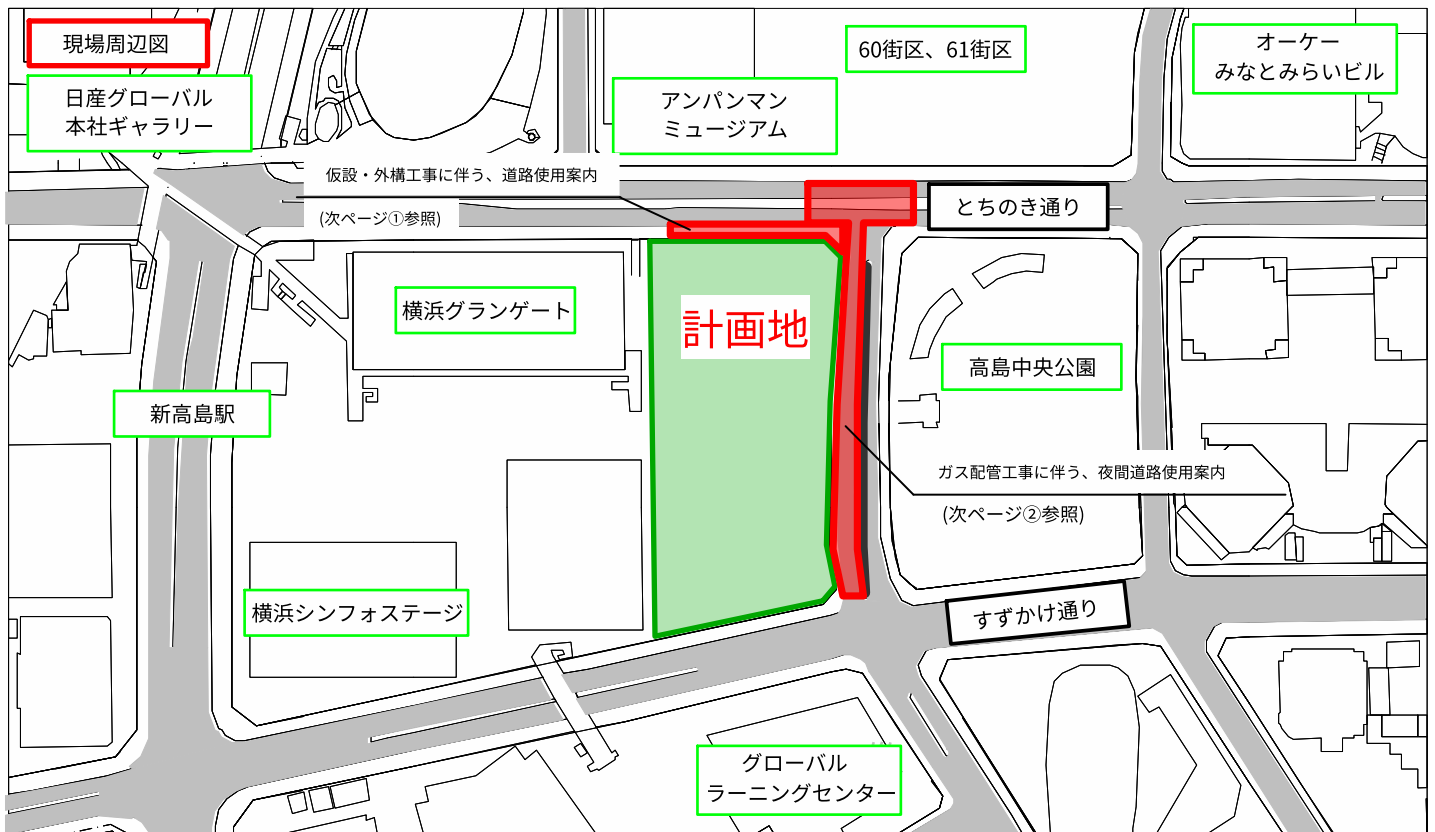 現場周辺図
日産グローバル
本社ギャラリー
アンパンマン
ミュージアム
60街区、61街区
オーケー
みなとみらいビル
仮設・外構工事に伴う、道路使用案内
(次ページ①参照)
とちのき通り
横浜グランゲート
計画地
高島中央公園
新高島駅
ガス配管工事に伴う、夜間道路使用案内
(次ページ②参照)
横浜シンフォステージ
すずかけ通り
グローバル
ラーニングセンター